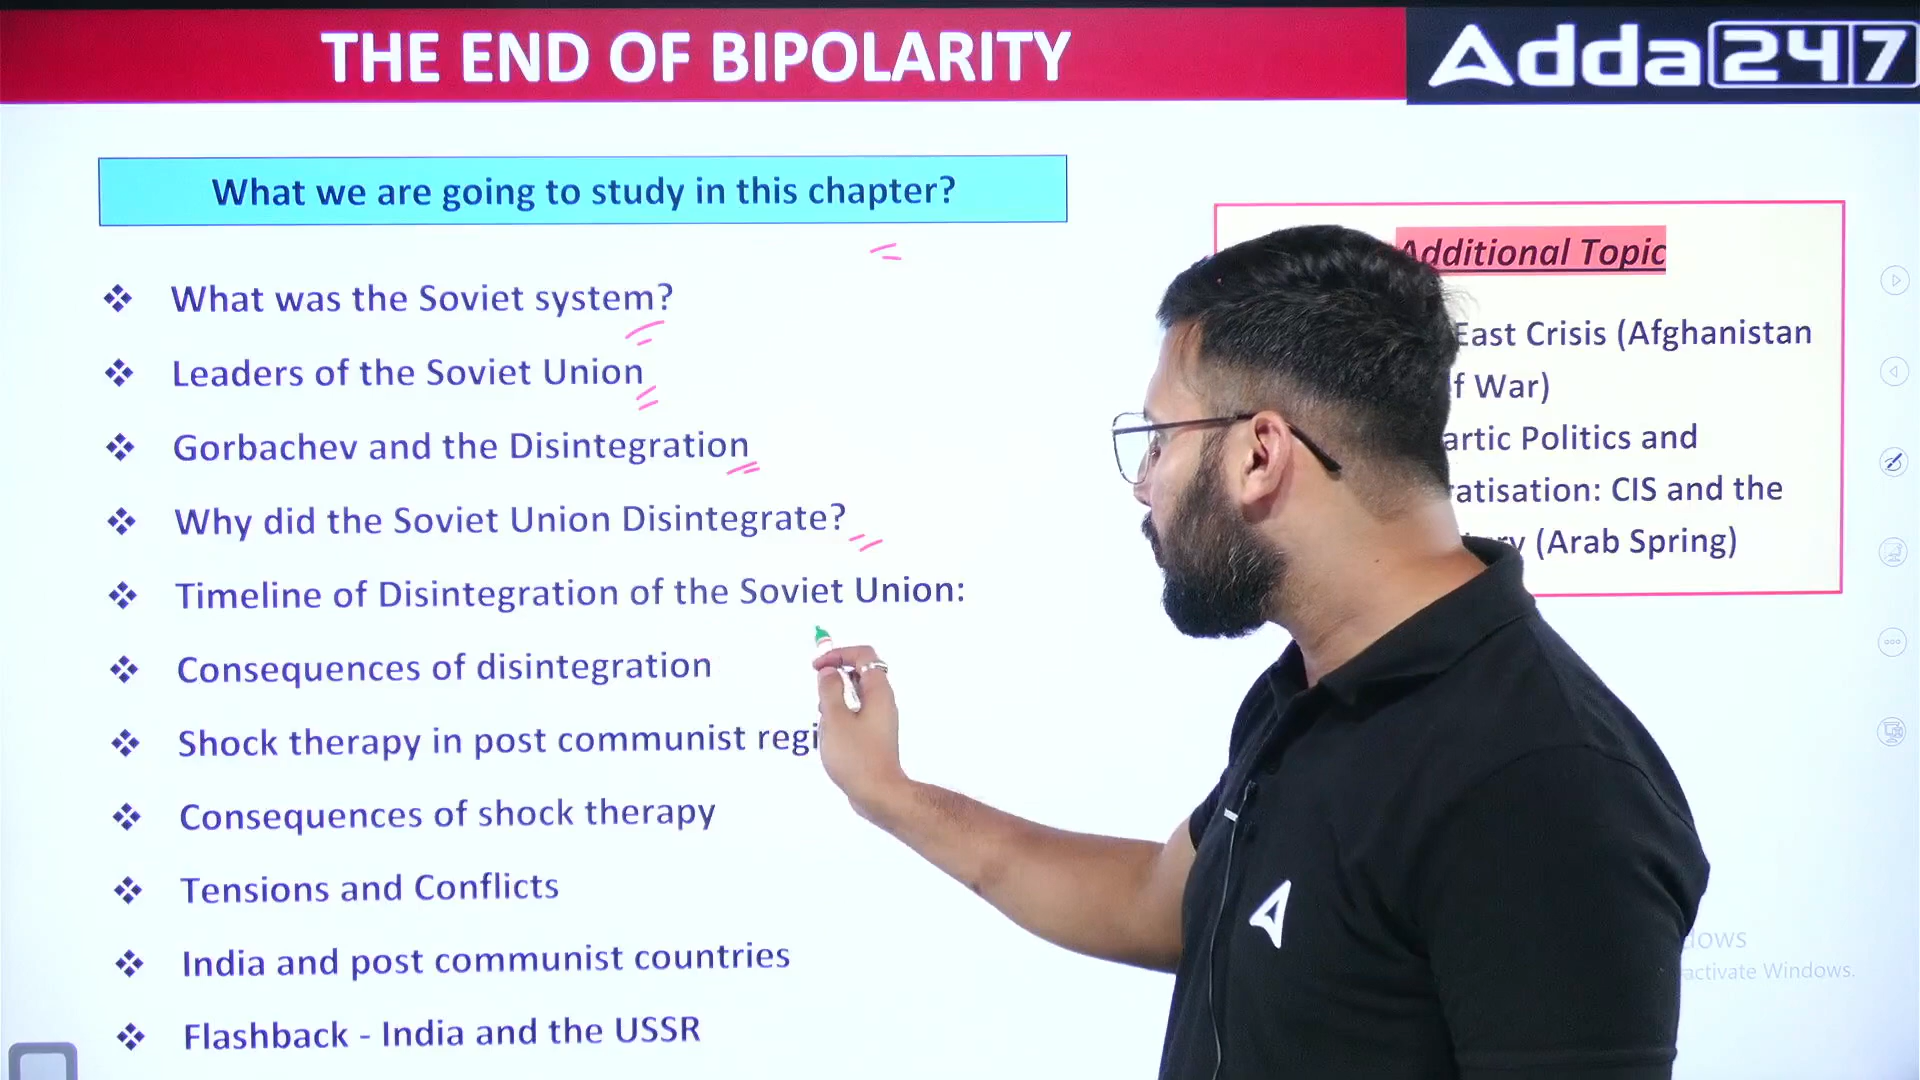 THE END OF BIPOLARITY
Adda247
What we are going to study in this chapter?
Additional Topic
❖ What was the Soviet system?
❖ Leaders of the Soviet Union
❖ Gorbachev and the Disintegration
❖ Why did the Soviet Union Disintegrate?
❖ Timeline of Disintegration of the Soviet Union:
❖ Consequences of disintegration
❖ Shock therapy in post communist
❖ Consequences of shock therapy
❖ Tensions and Conflicts
❖ India and post communist countries
❖ Flashback - India and the USSR
East Crisis (Afghanistan
War)
Politics and
CIS and the
(Arab Spring)
activate Windows.